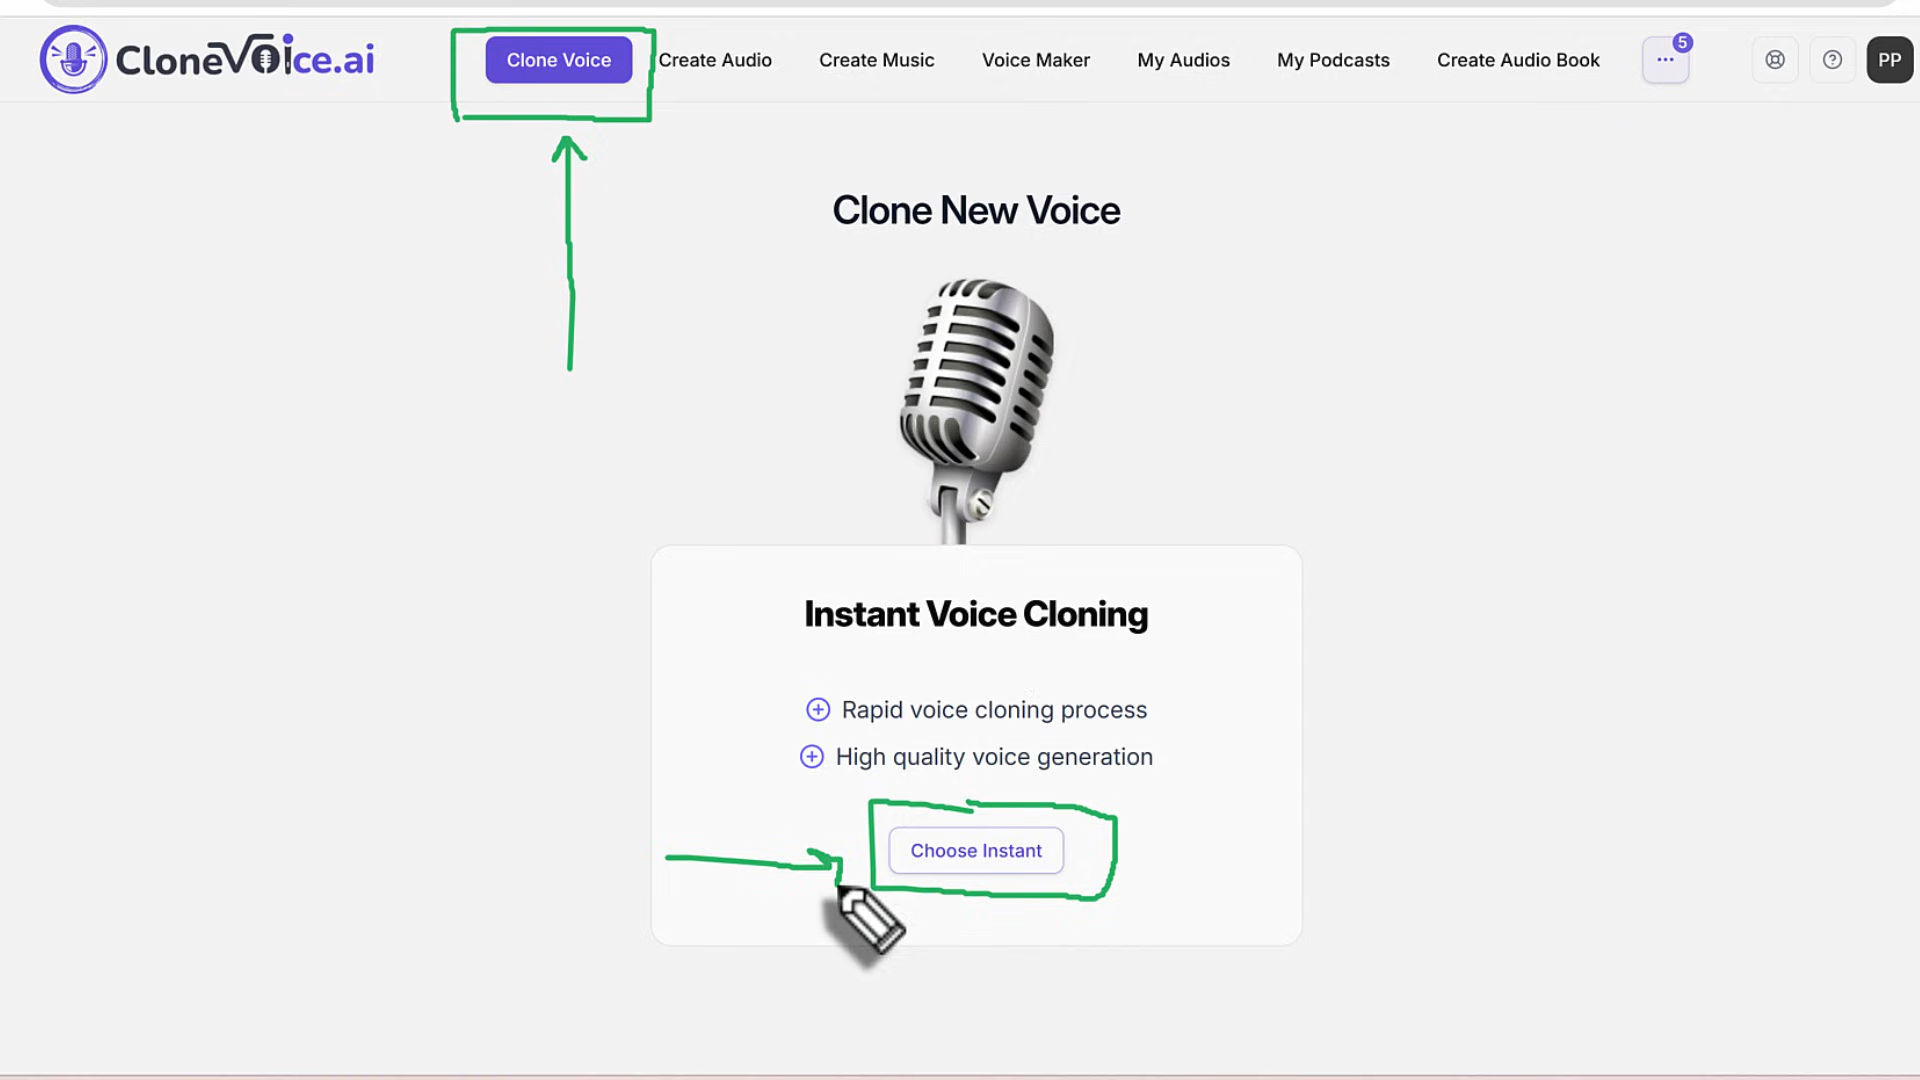 CloneVoice.ai
Clone Voice
Create Audio
Create Music
Voice Maker
My Audios
My Podcasts
Create Audio Book
5
PP
Clone New Voice
Instant Voice Cloning
Rapid voice cloning process
High quality voice generation
Choose Instant